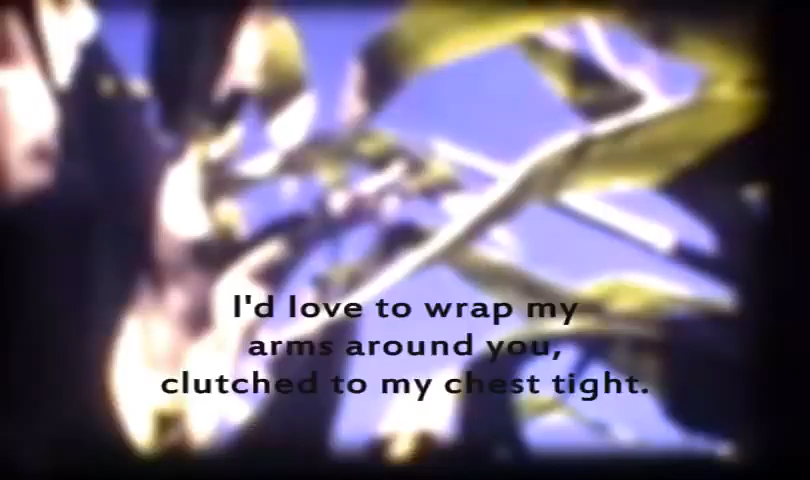 I'd love to wrap my
arms around you,
clutched to my chest tight.